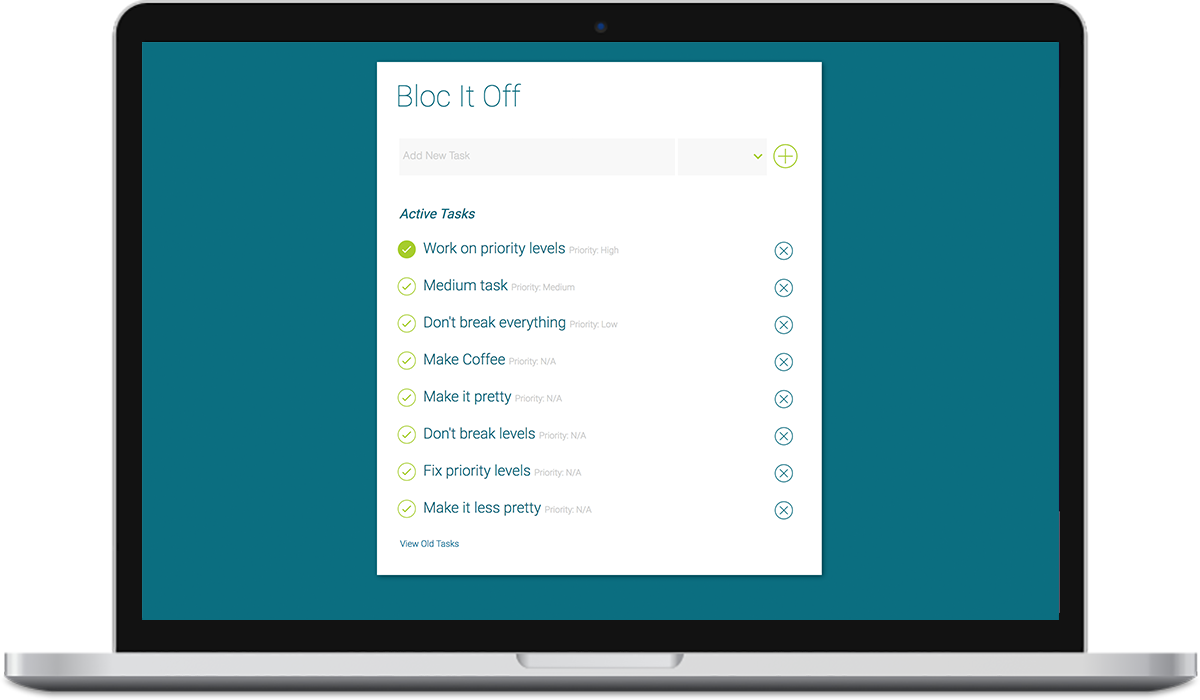 Bloc It Off
Add New Task
Active Tasks
Work on priority levels Priority: High
Medium task Priority: Medium
Don't break everything Priority: Low
Make Coffee Priority: N/A
Make it pretty Priority: N/A
Don't break levels Priority: N/A
Fix priority levels Priority: N/A
Make it less pretty Priority: N/A
View Old Tasks